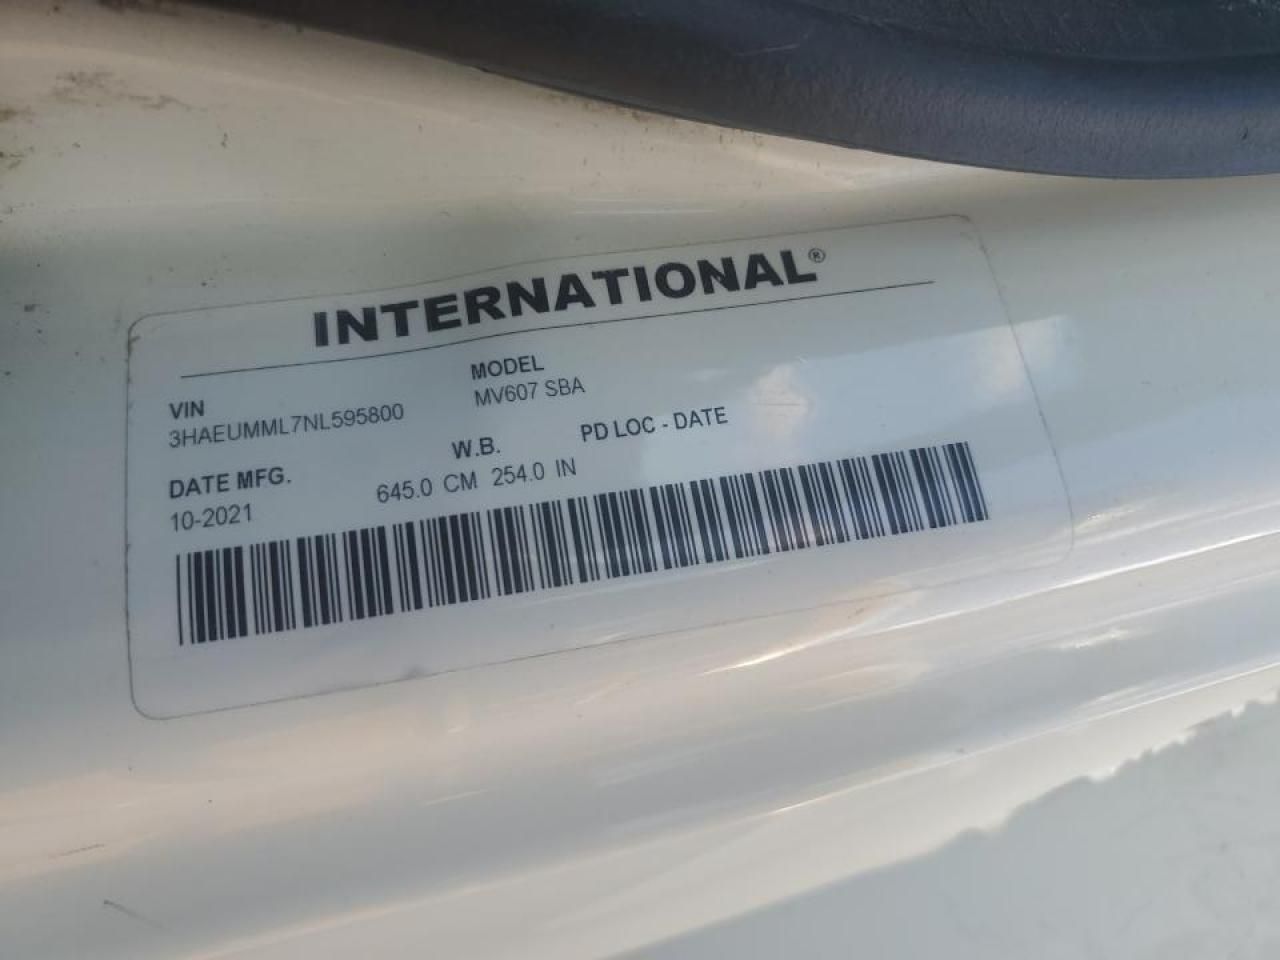 INTERNATIONAL®
VIN
3HAEUMML7NL595800
MODEL
MV607 SBA
DATE MFG.
10-2021
W.B.
645.0 CM 254.0 IN
PD LOC - DATE